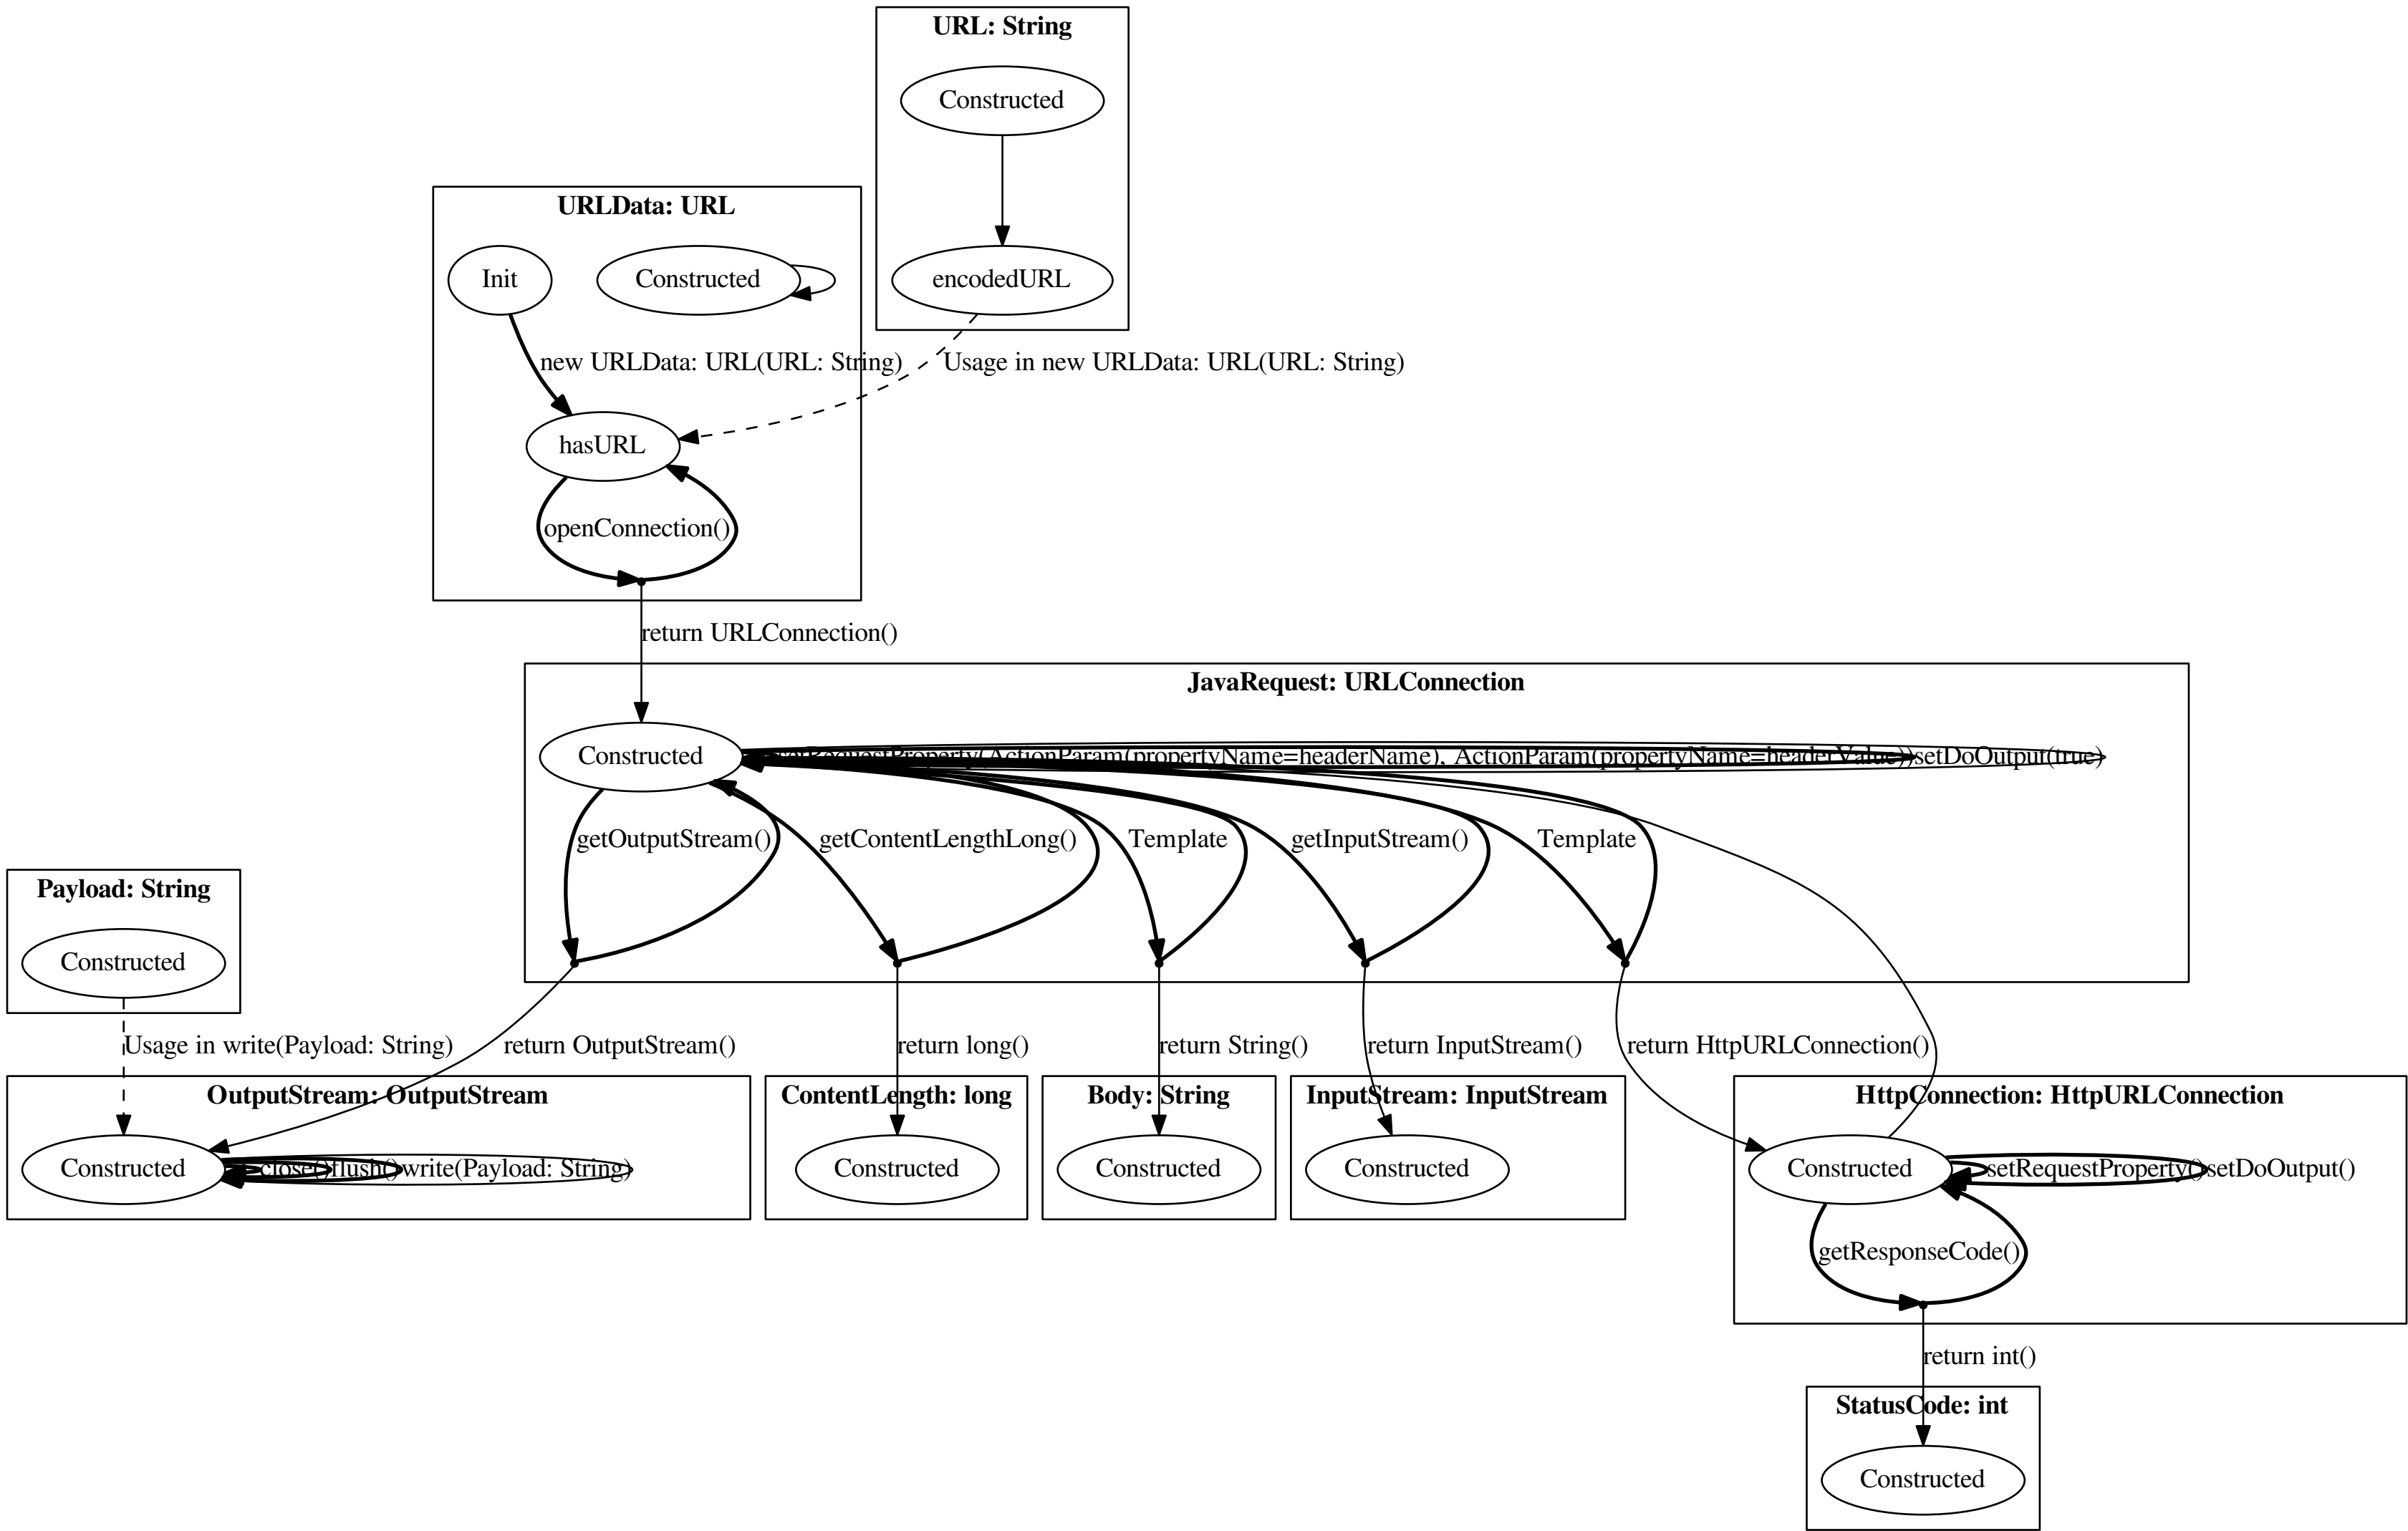 URL: String
Constructed
URLData: URL
Init
Constructed
encodedURL
new URLData: URL(URL: String)
Usage in new URLData: URL(URL: String)
hasURL
openConnection()
return URLConnection()
JavaRequest: URLConnection
Constructed
setRequestProperty(ActionParam(propertyName=headerName), ActionParam(propertyName=headerValue))
setDoOutput(true)
getOutputStream()
getContentLengthLong()
Template
getInputStream()
Template
Payload: String
Constructed
Usage in write(Payload: String)
return OutputStream()
return long()
return String()
return InputStream()
return HttpURLConnection()
OutputStream: OutputStream
ContentLength: long
Body: String
InputStream: InputStream
HttpConnection: HttpURLConnection
Constructed
close()
flush()
write(Payload: String)
Constructed
Constructed
Constructed
Constructed
setRequestProperty()
setDoOutput()
getResponseCode()
return int()
StatusCode: int
Constructed